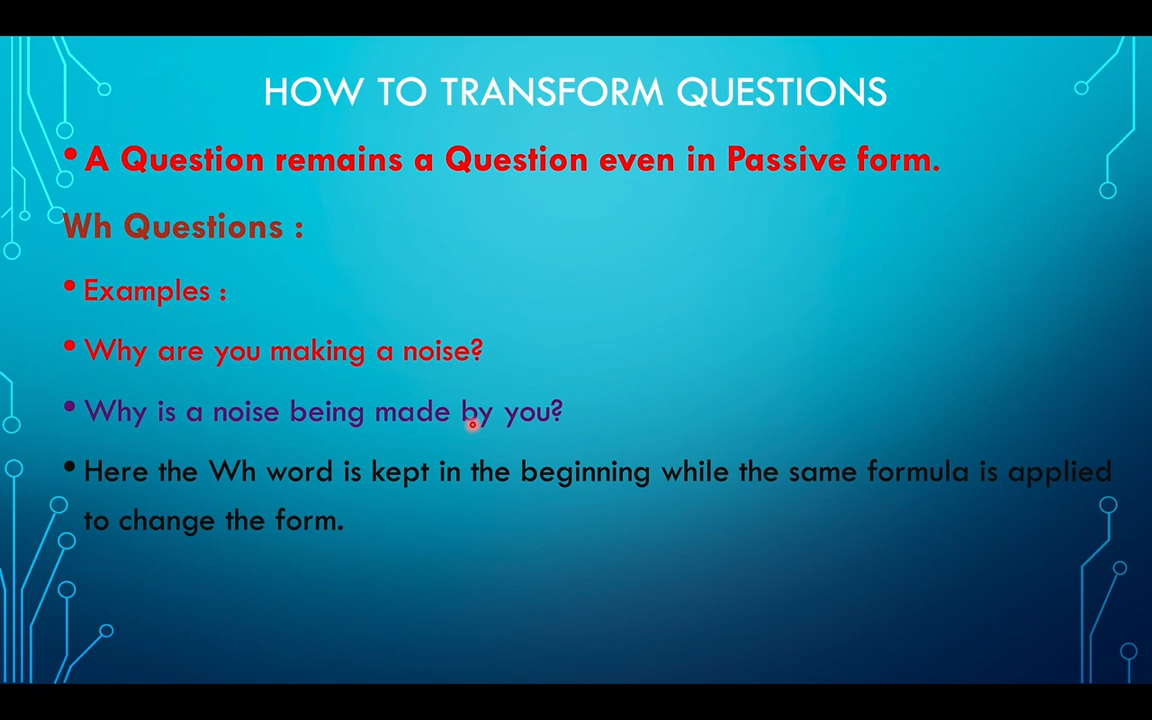 HOW TO TRANSFORM QUESTIONS
• A Question remains a Question even in Passive form.
Wh Questions :
• Examples :
• Why are you making a noise?
• Why is a noise being made by you?
• Here the Wh word is kept in the beginning while the same formula is applied
to change the form.